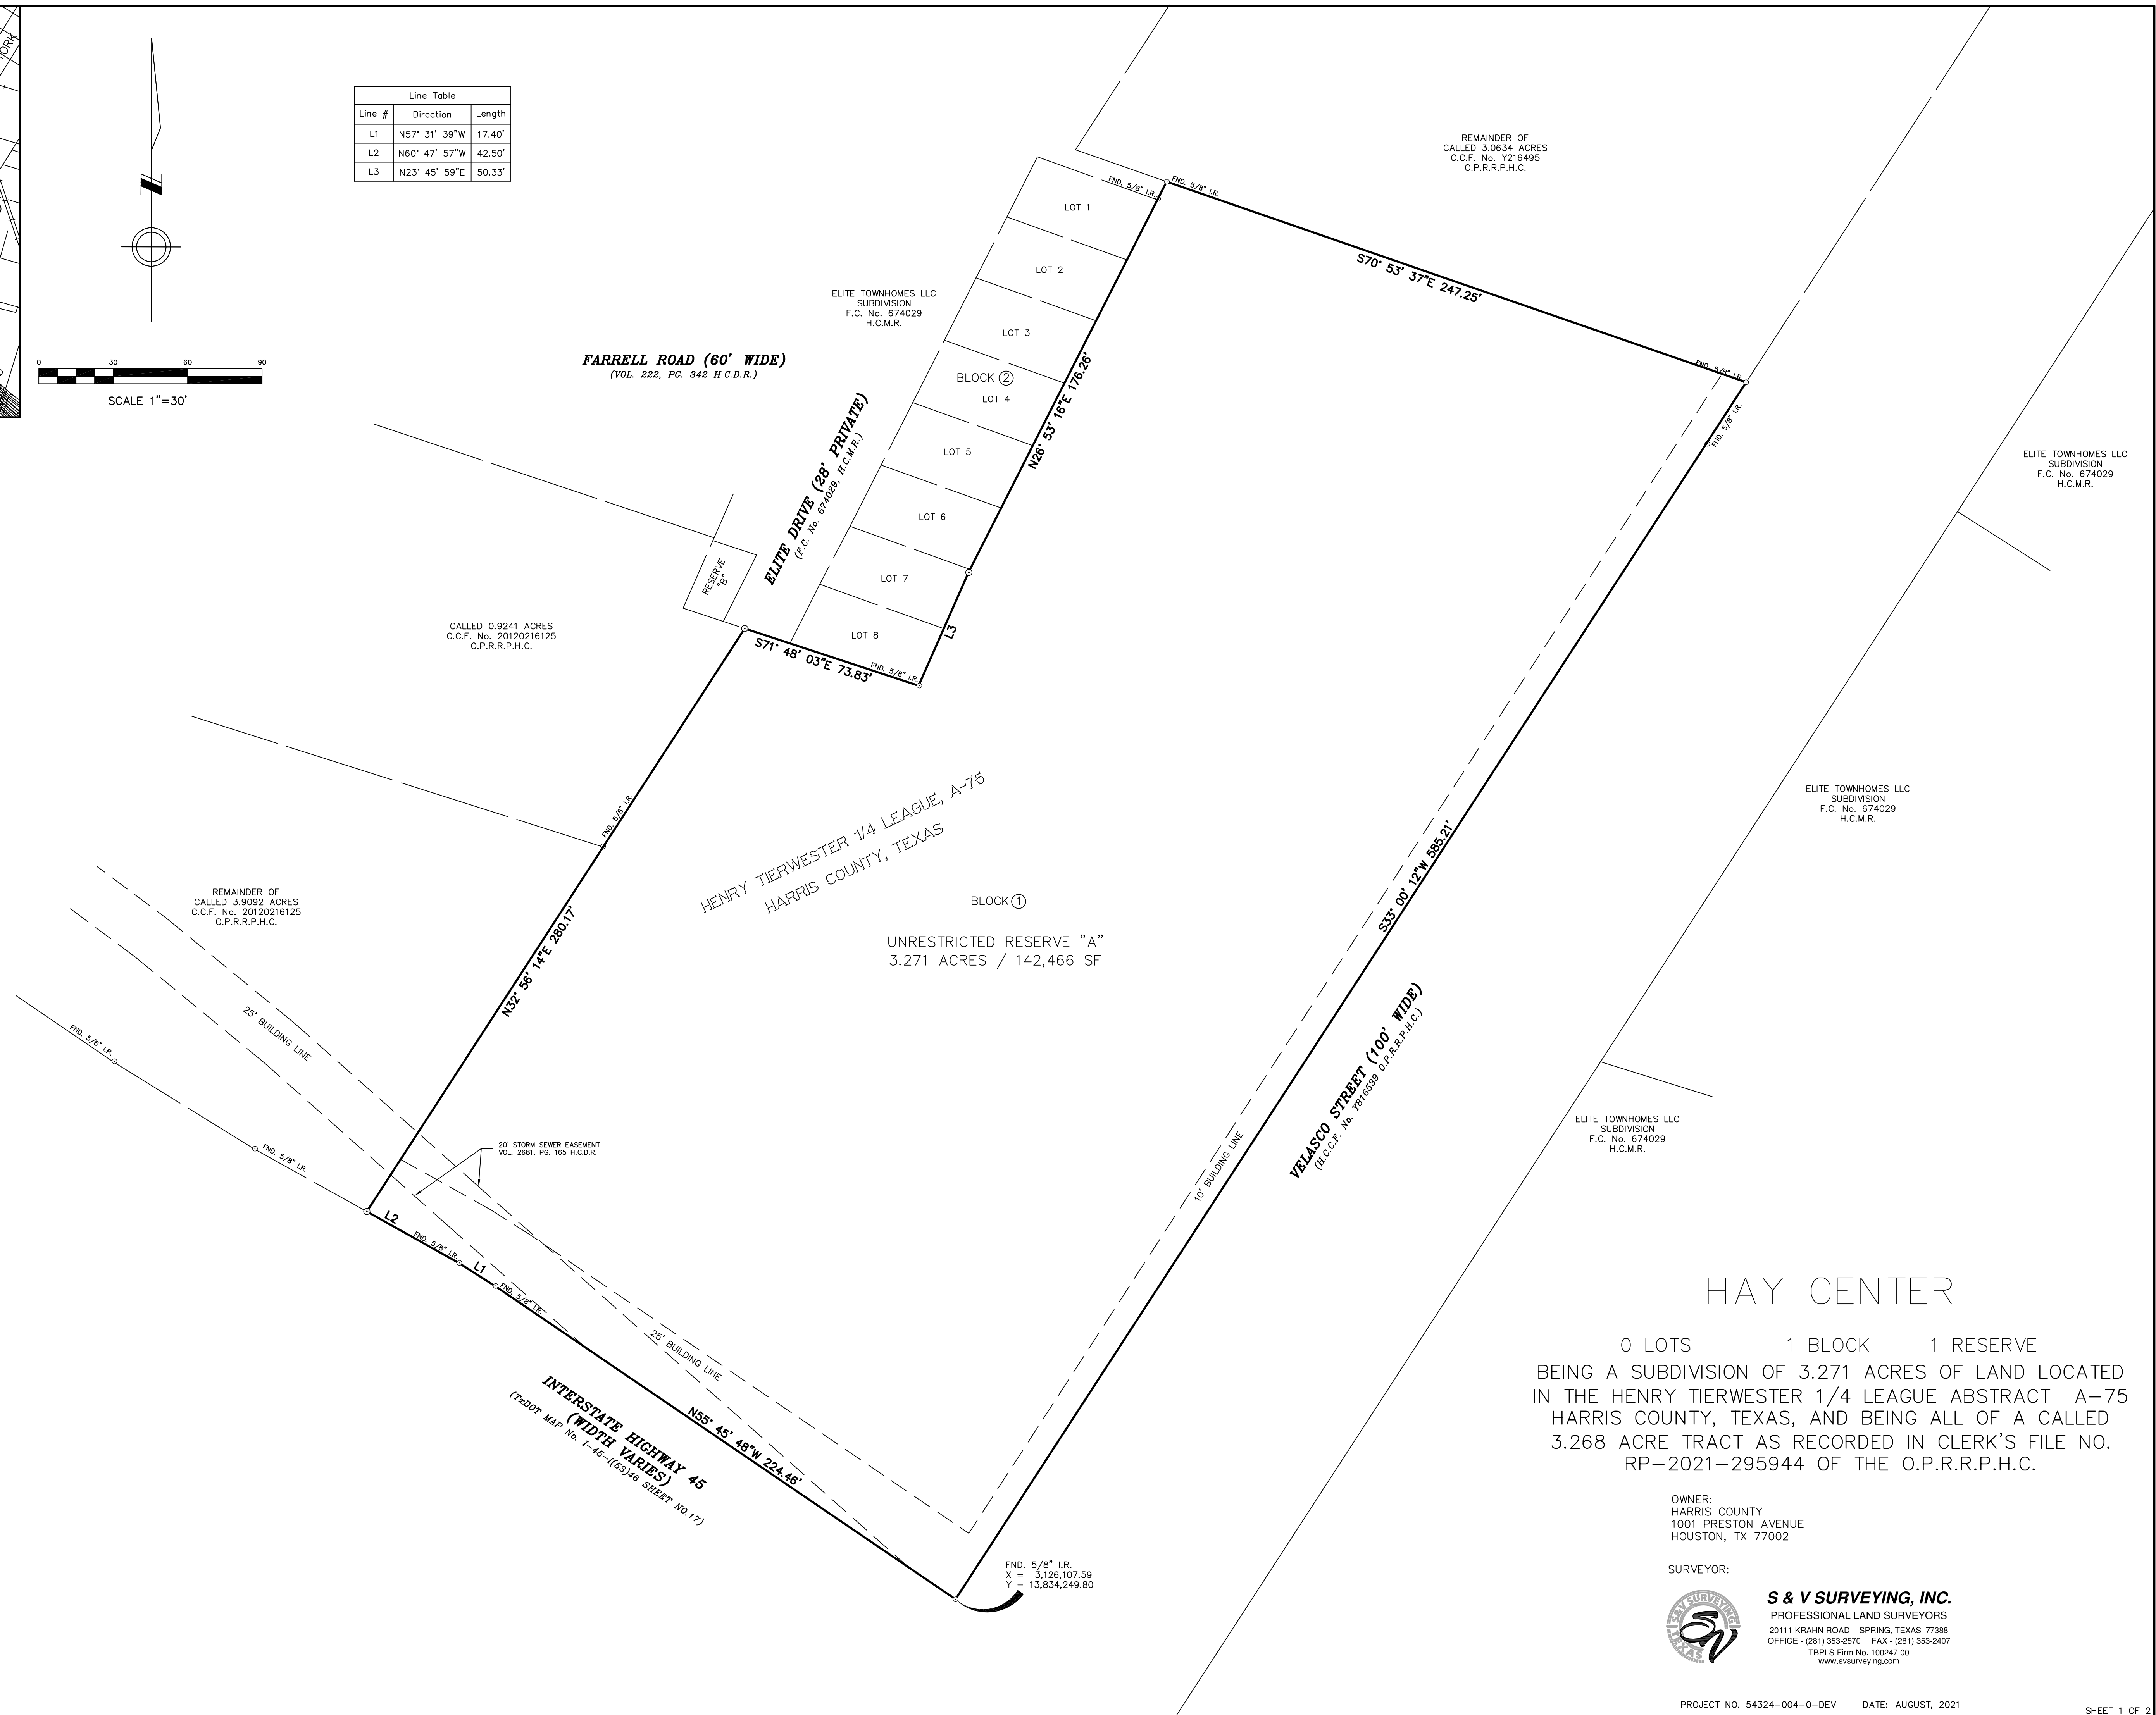 ORK
N
0 30 60 90
SCALE 1"=30'
Line Table
Line # Direction Length
L1 N57° 31' 39"W 17.40'
L2 N60° 47' 57"W 42.50'
L3 N23° 45' 59"E 50.33'
REMAINDER OF
CALLED 3.0634 ACRES
C.C.F. No. Y216495
O.P.R.R.P.H.C.
FND. 5/8" I.R.
FND. 5/8" I.R.
LOT 1
LOT 2
LOT 3
BLOCK 2
LOT 4
LOT 5
LOT 6
LOT 7
LOT 8
S70° 53' 37"E 247.25'
N26° 53' 16"E 176.26'
FND. 5/8" I.R.
FND. 5/8" I.R.
ELITE TOWNHOMES LLC
SUBDIVISION
F.C. No. 674029
H.C.M.R.
FARRELL ROAD (60' WIDE)
(VOL. 222, PG. 342 H.C.D.R.)
ELITE DRIVE (28' PRIVATE)
(F.C. No. 674029, H.C.M.R.)
RESERVE
"B"
ELITE TOWNHOMES LLC
SUBDIVISION
F.C. No. 674029
H.C.M.R.
CALLED 0.9241 ACRES
C.C.F. No. 20120216125
O.P.R.R.P.H.C.
L3
S71° 48' 03"E 73.83'
FND. 5/8" I.R.
FND. 5/8" I.R.
HENRY TIERWESTER 1/4 LEAGUE, A-75
HARRIS COUNTY, TEXAS
ELITE TOWNHOMES LLC
SUBDIVISION
F.C. No. 674029
H.C.M.R.
REMAINDER OF
CALLED 3.9092 ACRES
C.C.F. No. 20120216125
O.P.R.R.P.H.C.
BLOCK 1
UNRESTRICTED RESERVE "A"
3.271 ACRES / 142,466 SF
N32° 56' 14"E 280.17'
S33° 00' 12"W 585.21'
25' BUILDING LINE
FND. 5/8" I.R.
FND. 5/8" I.R.
VELASCO STREET (100' WIDE)
(H.C.C.F. No. Y816539 O.P.R.R.P.H.C.)
10' BUILDING LINE
ELITE TOWNHOMES LLC
SUBDIVISION
F.C. No. 674029
H.C.M.R.
20' STORM SEWER EASEMENT
VOL. 2681, PG. 165 H.C.D.R.
L2
FND. 5/8" I.R.
L1
FND. 5/8" I.R.
25' BUILDING LINE
N55° 45' 48"W 224.46'
INTERSTATE HIGHWAY 45
(WIDTH VARIES)
(TxDOT MAP No. I-45-1(53)46 SHEET NO.17)
FND. 5/8" I.R.
X = 3,126,107.59
Y = 13,834,249.80
HAY CENTER
0 LOTS 1 BLOCK 1 RESERVE
BEING A SUBDIVISION OF 3.271 ACRES OF LAND LOCATED
IN THE HENRY TIERWESTER 1/4 LEAGUE ABSTRACT A-75
HARRIS COUNTY, TEXAS, AND BEING ALL OF A CALLED
3.268 ACRE TRACT AS RECORDED IN CLERK'S FILE NO.
RP-2021-295944 OF THE O.P.R.R.P.H.C.
OWNER:
HARRIS COUNTY
1001 PRESTON AVENUE
HOUSTON, TX 77002
SURVEYOR:
S&V SURVEYING
SV
TEXAS
S & V SURVEYING, INC.
PROFESSIONAL LAND SURVEYORS
20111 KRAHN ROAD SPRING, TEXAS 77388
OFFICE - (281) 353-2570 FAX - (281) 353-2407
TBPLS Firm No. 100247-00
www.svsurveying.com
PROJECT NO. 54324-004-0-DEV DATE: AUGUST, 2021
SHEET 1 OF 2